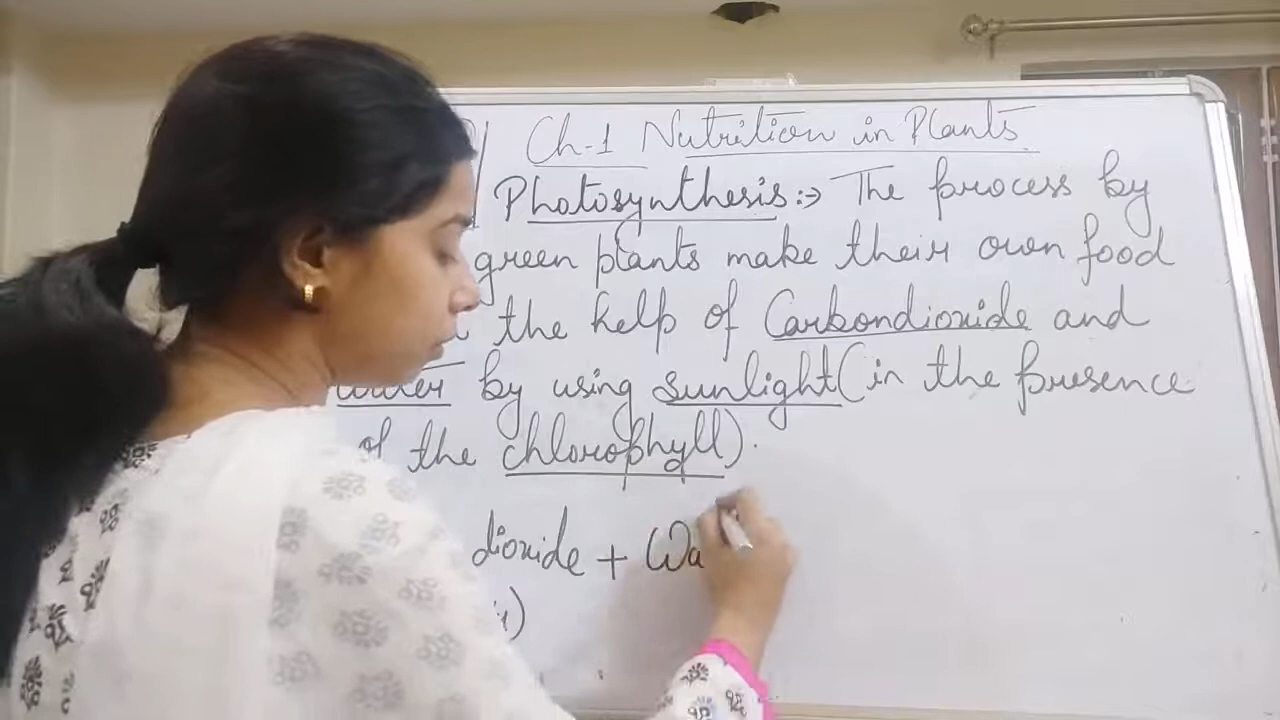 Ch-1 Nutrition in Plants
Photosynthesis:→ The process by
green plants make their own food
the help of Carbondioxide and
water by using sunlight (in the presence
of the chlorophyll).
dioxide + Wa